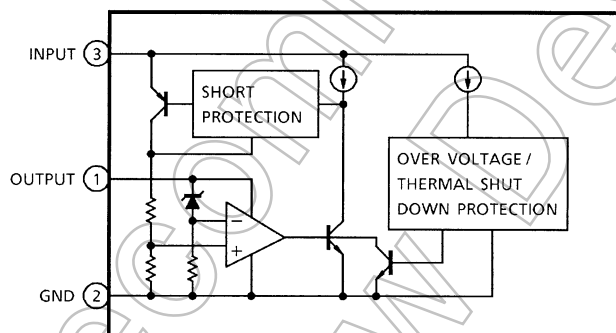 INPUT 3
SHORT
PROTECTION
OVER VOLTAGE /
THERMAL SHUT
DOWN PROTECTION
OUTPUT 1
−
+
GND 2